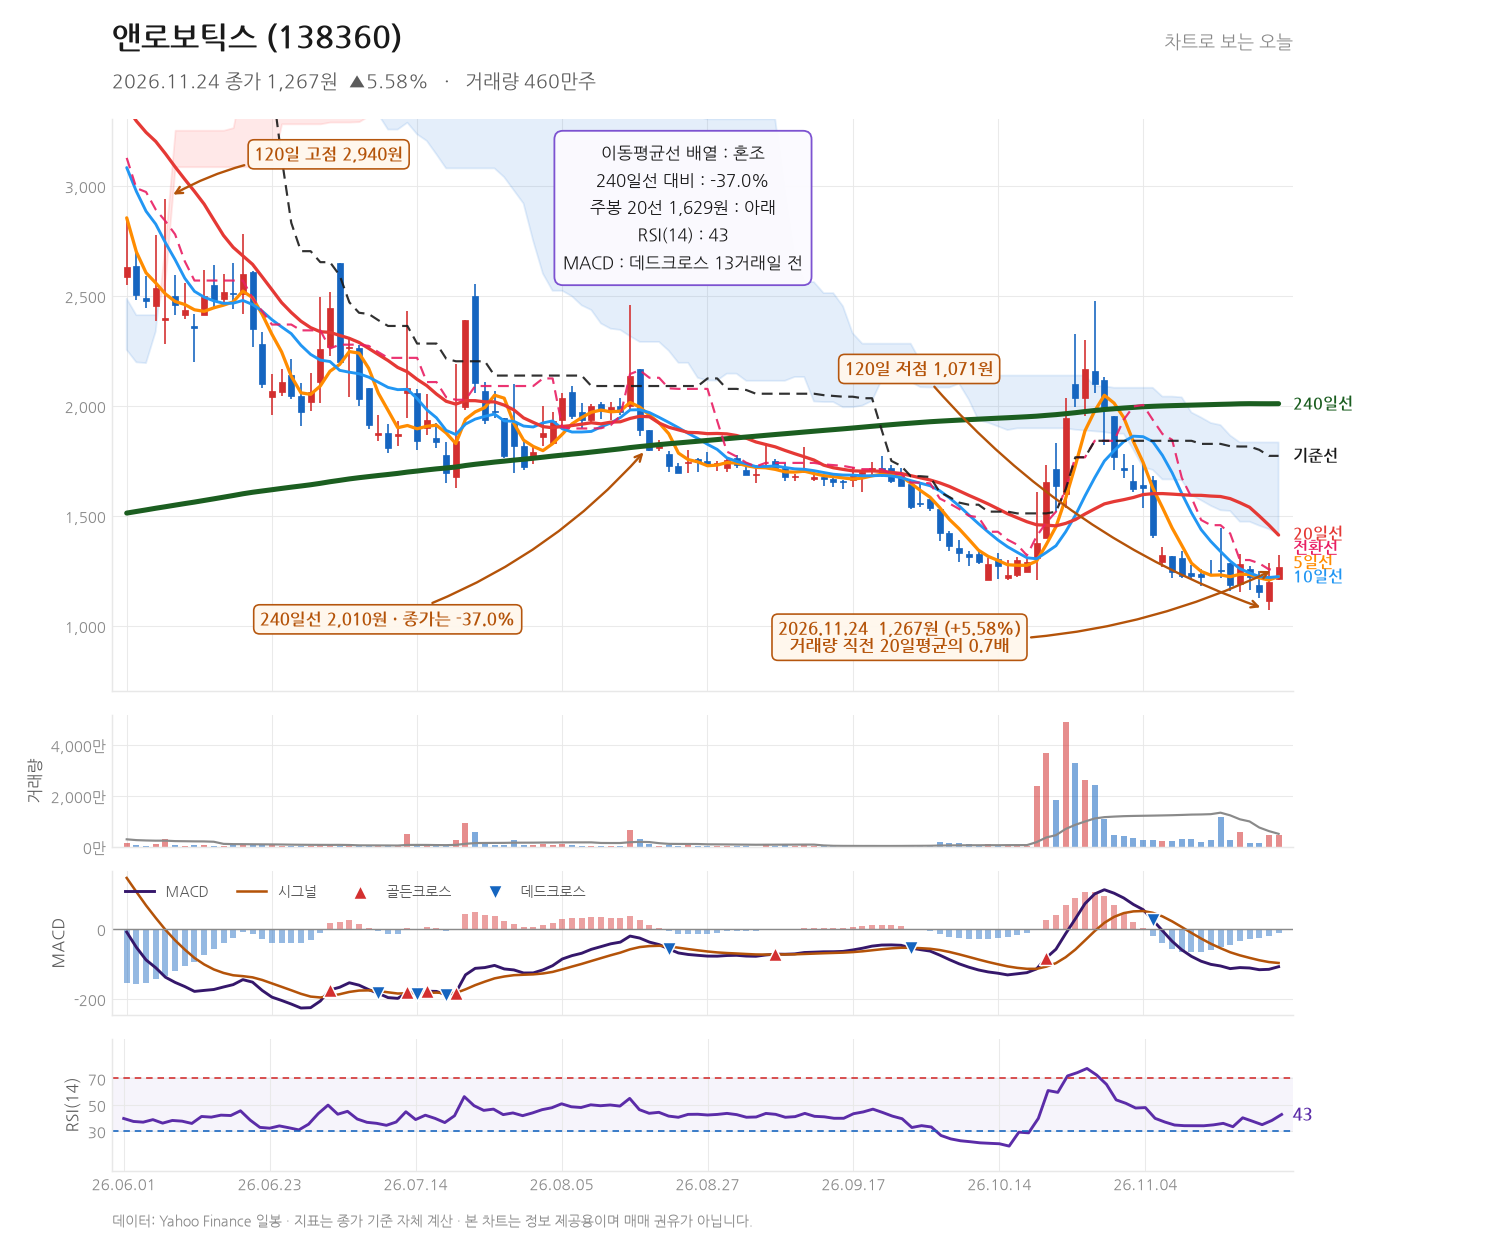 앤로보틱스 (138360)
차트로 보는 오늘
2026.11.24 종가 1,267원 ▲5.58% · 거래량 460만주
120일 고점 2,940원
이동평균선 배열 : 혼조
240일선 대비 : -37.0%
주봉 20선 1,629원 : 아래
RSI(14) : 43
MACD : 데드크로스 13거래일 전
120일 저점 1,071원
240일선 2,010원 · 종가는 -37.0%
2026.11.24 1,267원 (+5.58%)
거래량 직전 20일평균의 0.7배
3,000
2,500
2,000
1,500
1,000
240일선
기준선
20일선
전환선
5일선
10일선
거래량
4,000만
2,000만
0만
MACD
MACD
시그널
골든크로스
데드크로스
0
-200
RSI(14)
70
50
30
43
26.06.01
26.06.23
26.07.14
26.08.05
26.08.27
26.09.17
26.10.14
26.11.04
데이터: Yahoo Finance 일봉 · 지표는 종가 기준 자체 계산 · 본 차트는 정보 제공용이며 매매 권유가 아닙니다.